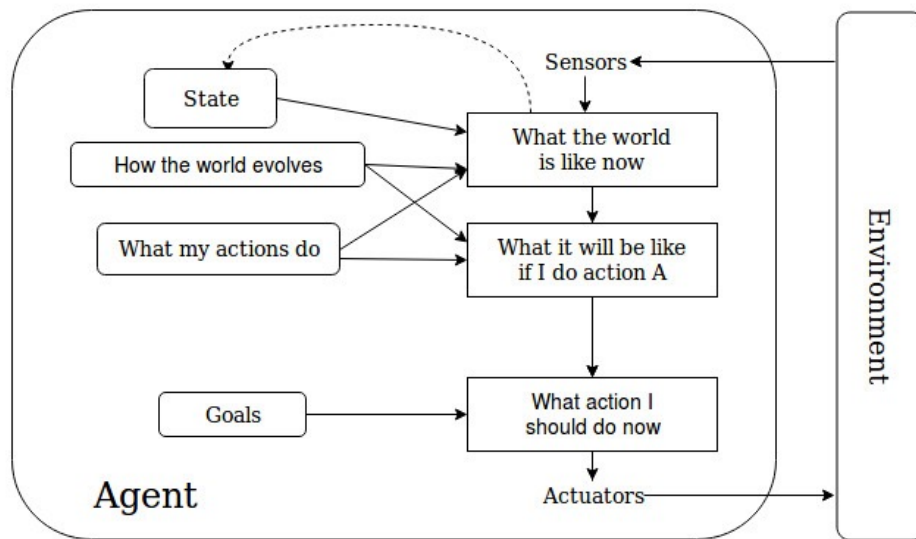 Sensors
State
What the world
is like now
How the world evolves
What my actions do
What it will be like
if I do action A
Environment
Goals
What action I
should do now
Agent
Actuators